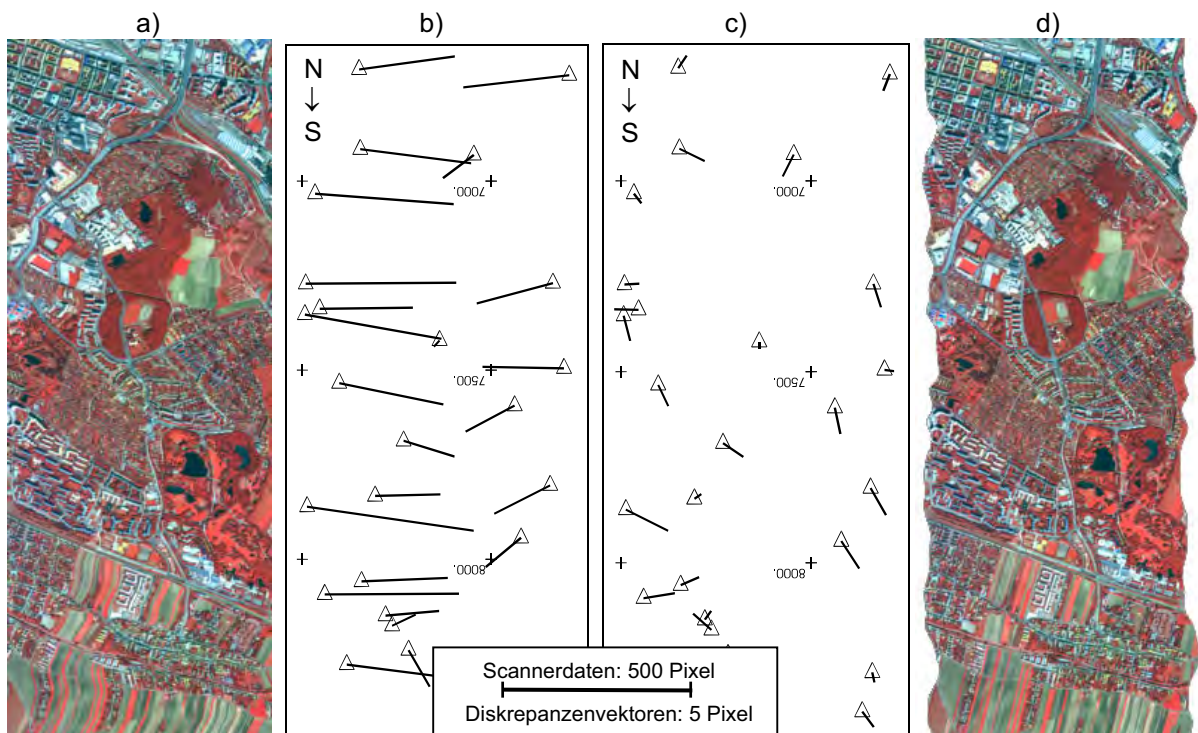 a)
b)
c)
d)
N
S
N
S
7000.
7000.
7500.
7500.
8000.
8000.
Scannerdaten: 500 Pixel
Diskrepanzenvektoren: 5 Pixel